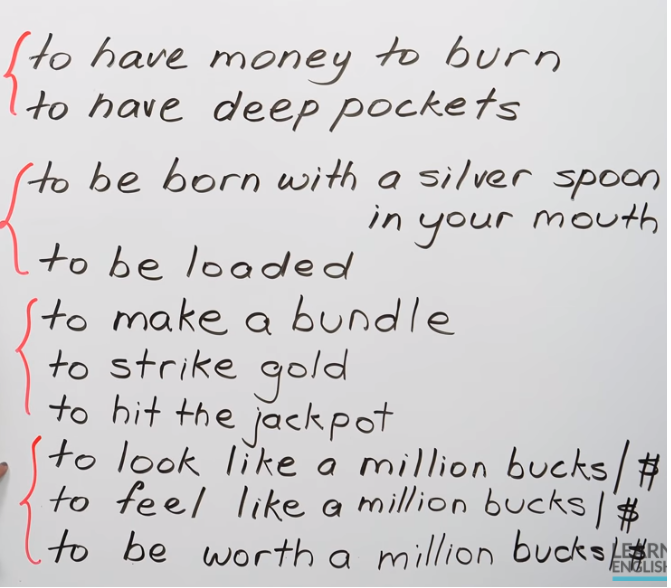 to have money to burn
to have deep pockets
to be born with a silver spoon
in your mouth
to be loaded
to make a bundle
to strike gold
to hit the jackpot
to look like a million bucks/$
to feel like a million bucks/$
to be worth a million bucks/$
LEARN
ENGLISH